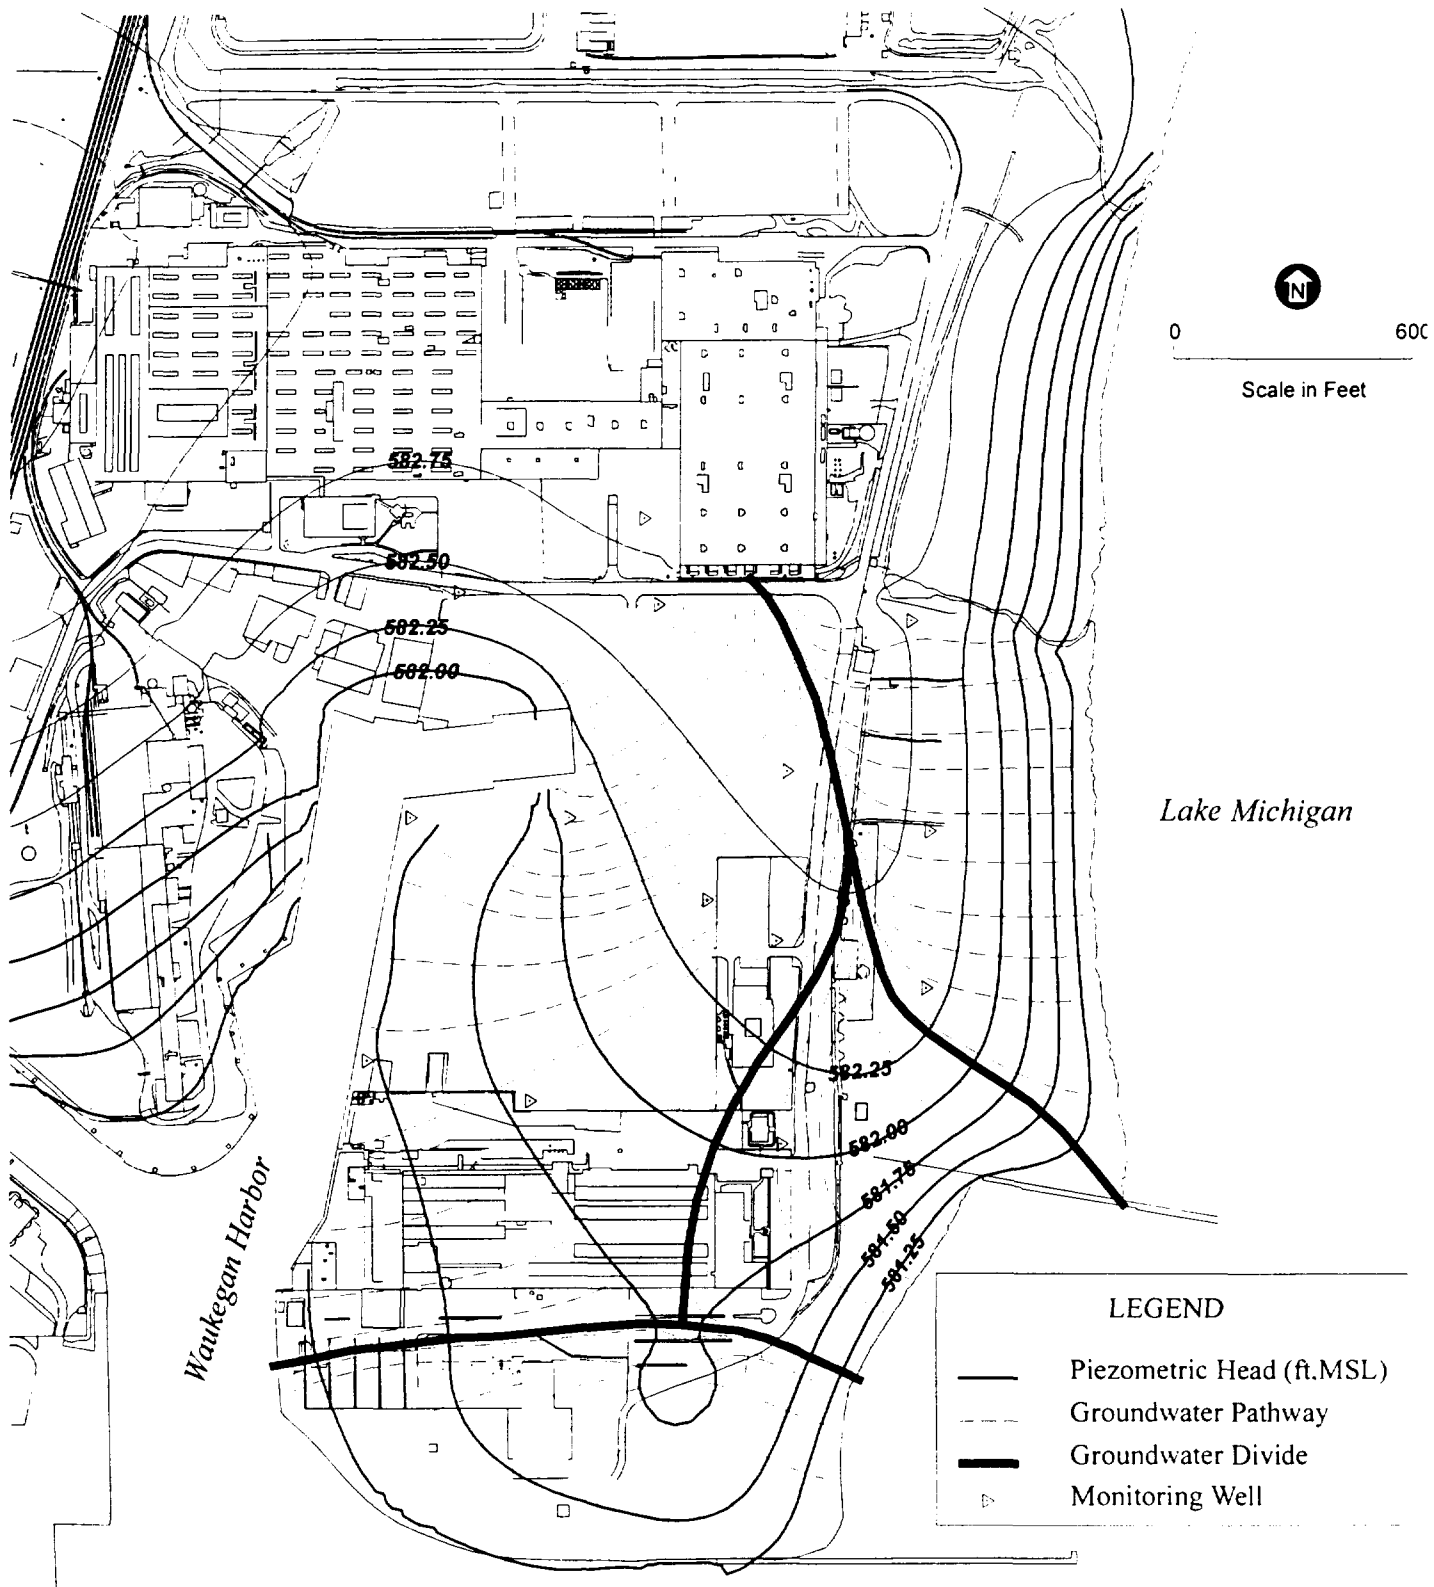 N
0 600
Scale in Feet
582.75
582.50
582.25
582.00
Lake Michigan
582.25
582.00
581.75
581.50
581.25
Waukegan Harbor
LEGEND
Piezometric Head (ft.MSL)
Groundwater Pathway
Groundwater Divide
Monitoring Well